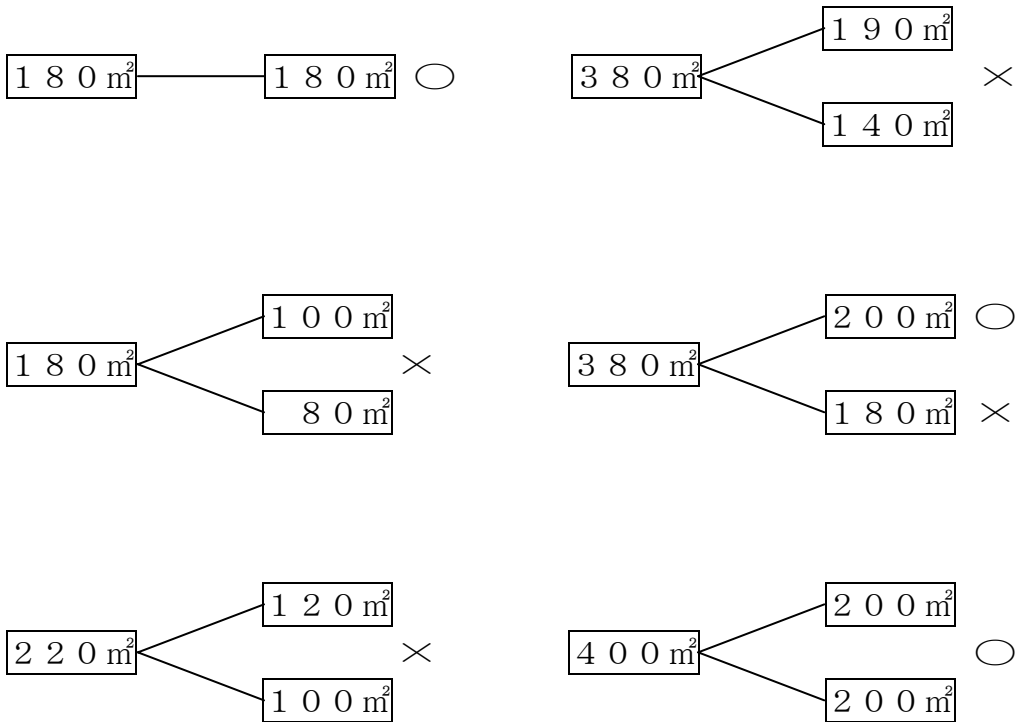 １８０㎡ １８０㎡ ○
３８０㎡ １９０㎡ １４０㎡ ×
１８０㎡ １００㎡ ８０㎡ ×
３８０㎡ ２００㎡ ○ １８０㎡ ×
２２０㎡ １２０㎡ １００㎡ ×
４００㎡ ２００㎡ ２００㎡ ○